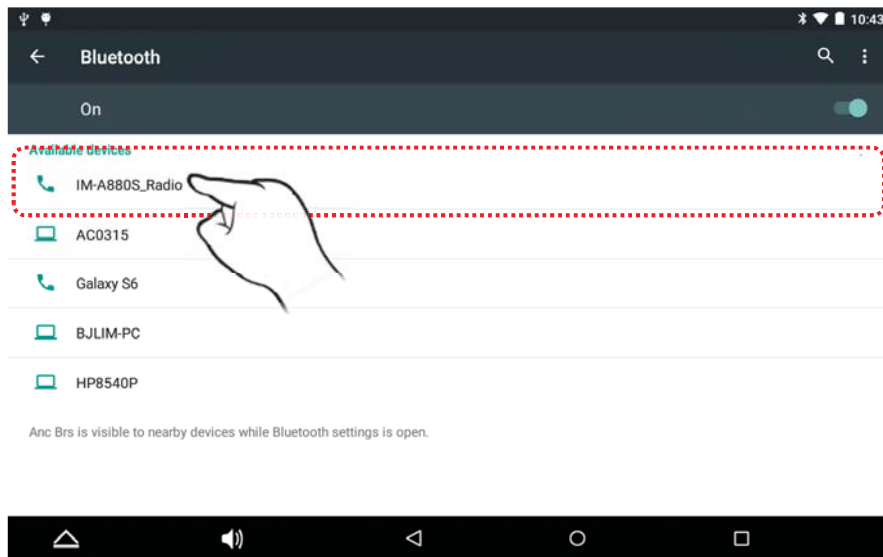 10:43
Bluetooth
On
Available devices
IM-A880S_Radio
AC0315
Galaxy S6
BJLIM-PC
HP8540P
Anc Brs is visible to nearby devices while Bluetooth settings is open.